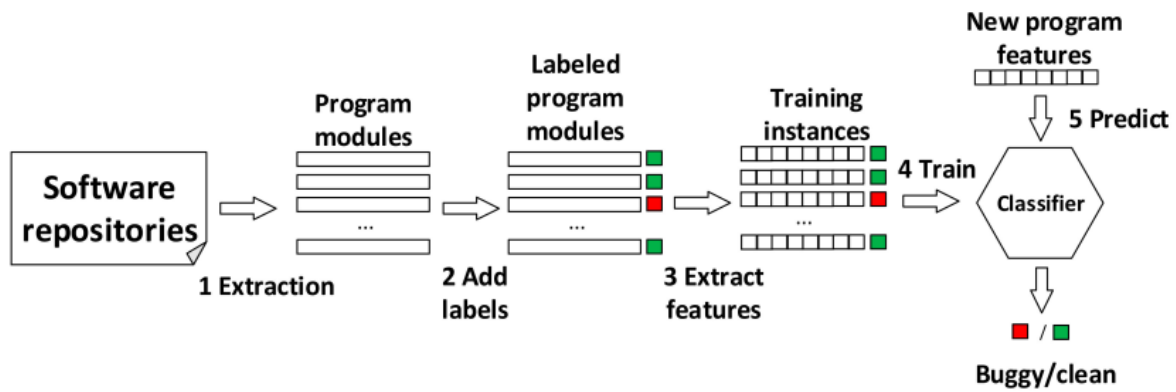 Software
repositories
1 Extraction
Program
modules
...
2 Add
labels
Labeled
program
modules
...
3 Extract
features
Training
instances
...
4 Train
New program
features
5 Predict
Classifier
/
Buggy/clean